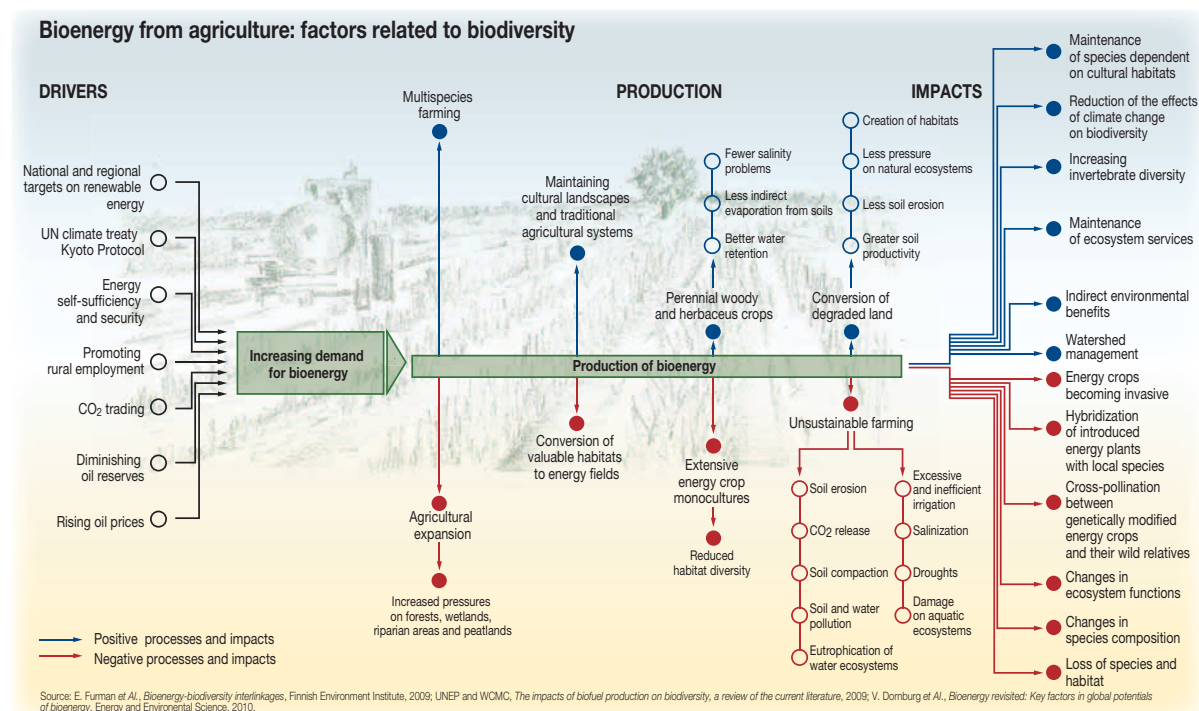 Bioenergy from agriculture: factors related to biodiversity
DRIVERS
PRODUCTION
IMPACTS
National and regional
targets on renewable
energy
UN climate treaty
Kyoto Protocol
Energy
self-sufficiency
and security
Promoting
rural employment
CO2 trading
Diminishing
oil reserves
Rising oil prices
Increasing demand
for bioenergy
Production of bioenergy
Multispecies
farming
Maintaining
cultural landscapes
and traditional
agricultural systems
Fewer salinity
problems
Less indirect
evaporation from soils
Better water
retention
Perennial woody
and herbaceus crops
Creation of habitats
Less pressure
on natural ecosystems
Less soil erosion
Greater soil
productivity
Conversion of
degraded land
Agricultural
expansion
Increased pressures
on forests, wetlands,
riparian areas and peatlands
Conversion of
valuable habitats
to energy fields
Extensive
energy crop
monocultures
Reduced
habitat diversity
Unsustainable farming
Soil erosion
CO2 release
Soil compaction
Soil and water
pollution
Eutrophication of
water ecosystems
Excessive
and inefficient
irrigation
Salinization
Droughts
Damage
on aquatic
ecosystems
Maintenance
of species dependent
on cultural habitats
Reduction of the effects
of climate change
on biodiversity
Increasing
invertebrate diversity
Maintenance
of ecosystem services
Indirect environmental
benefits
Watershed
management
Energy crops
becoming invasive
Hybridization
of introduced
energy plants
with local species
Cross-pollination
between
genetically modified
energy crops
and their wild relatives
Changes in
ecosystem functions
Changes in
species composition
Loss of species and
habitat
Positive processes and impacts
Negative processes and impacts
Source: E. Furman et Al., Bioenergy-biodiversity interlinkages, Finnish Environment Institute, 2009; UNEP and WCMC, The impacts of biofuel production on biodiversity, a review of the current literature, 2009; V. Dornburg et Al., Bioenergy revisited: Key factors in global potentials
of bioenergy, Energy and Environental Science, 2010.